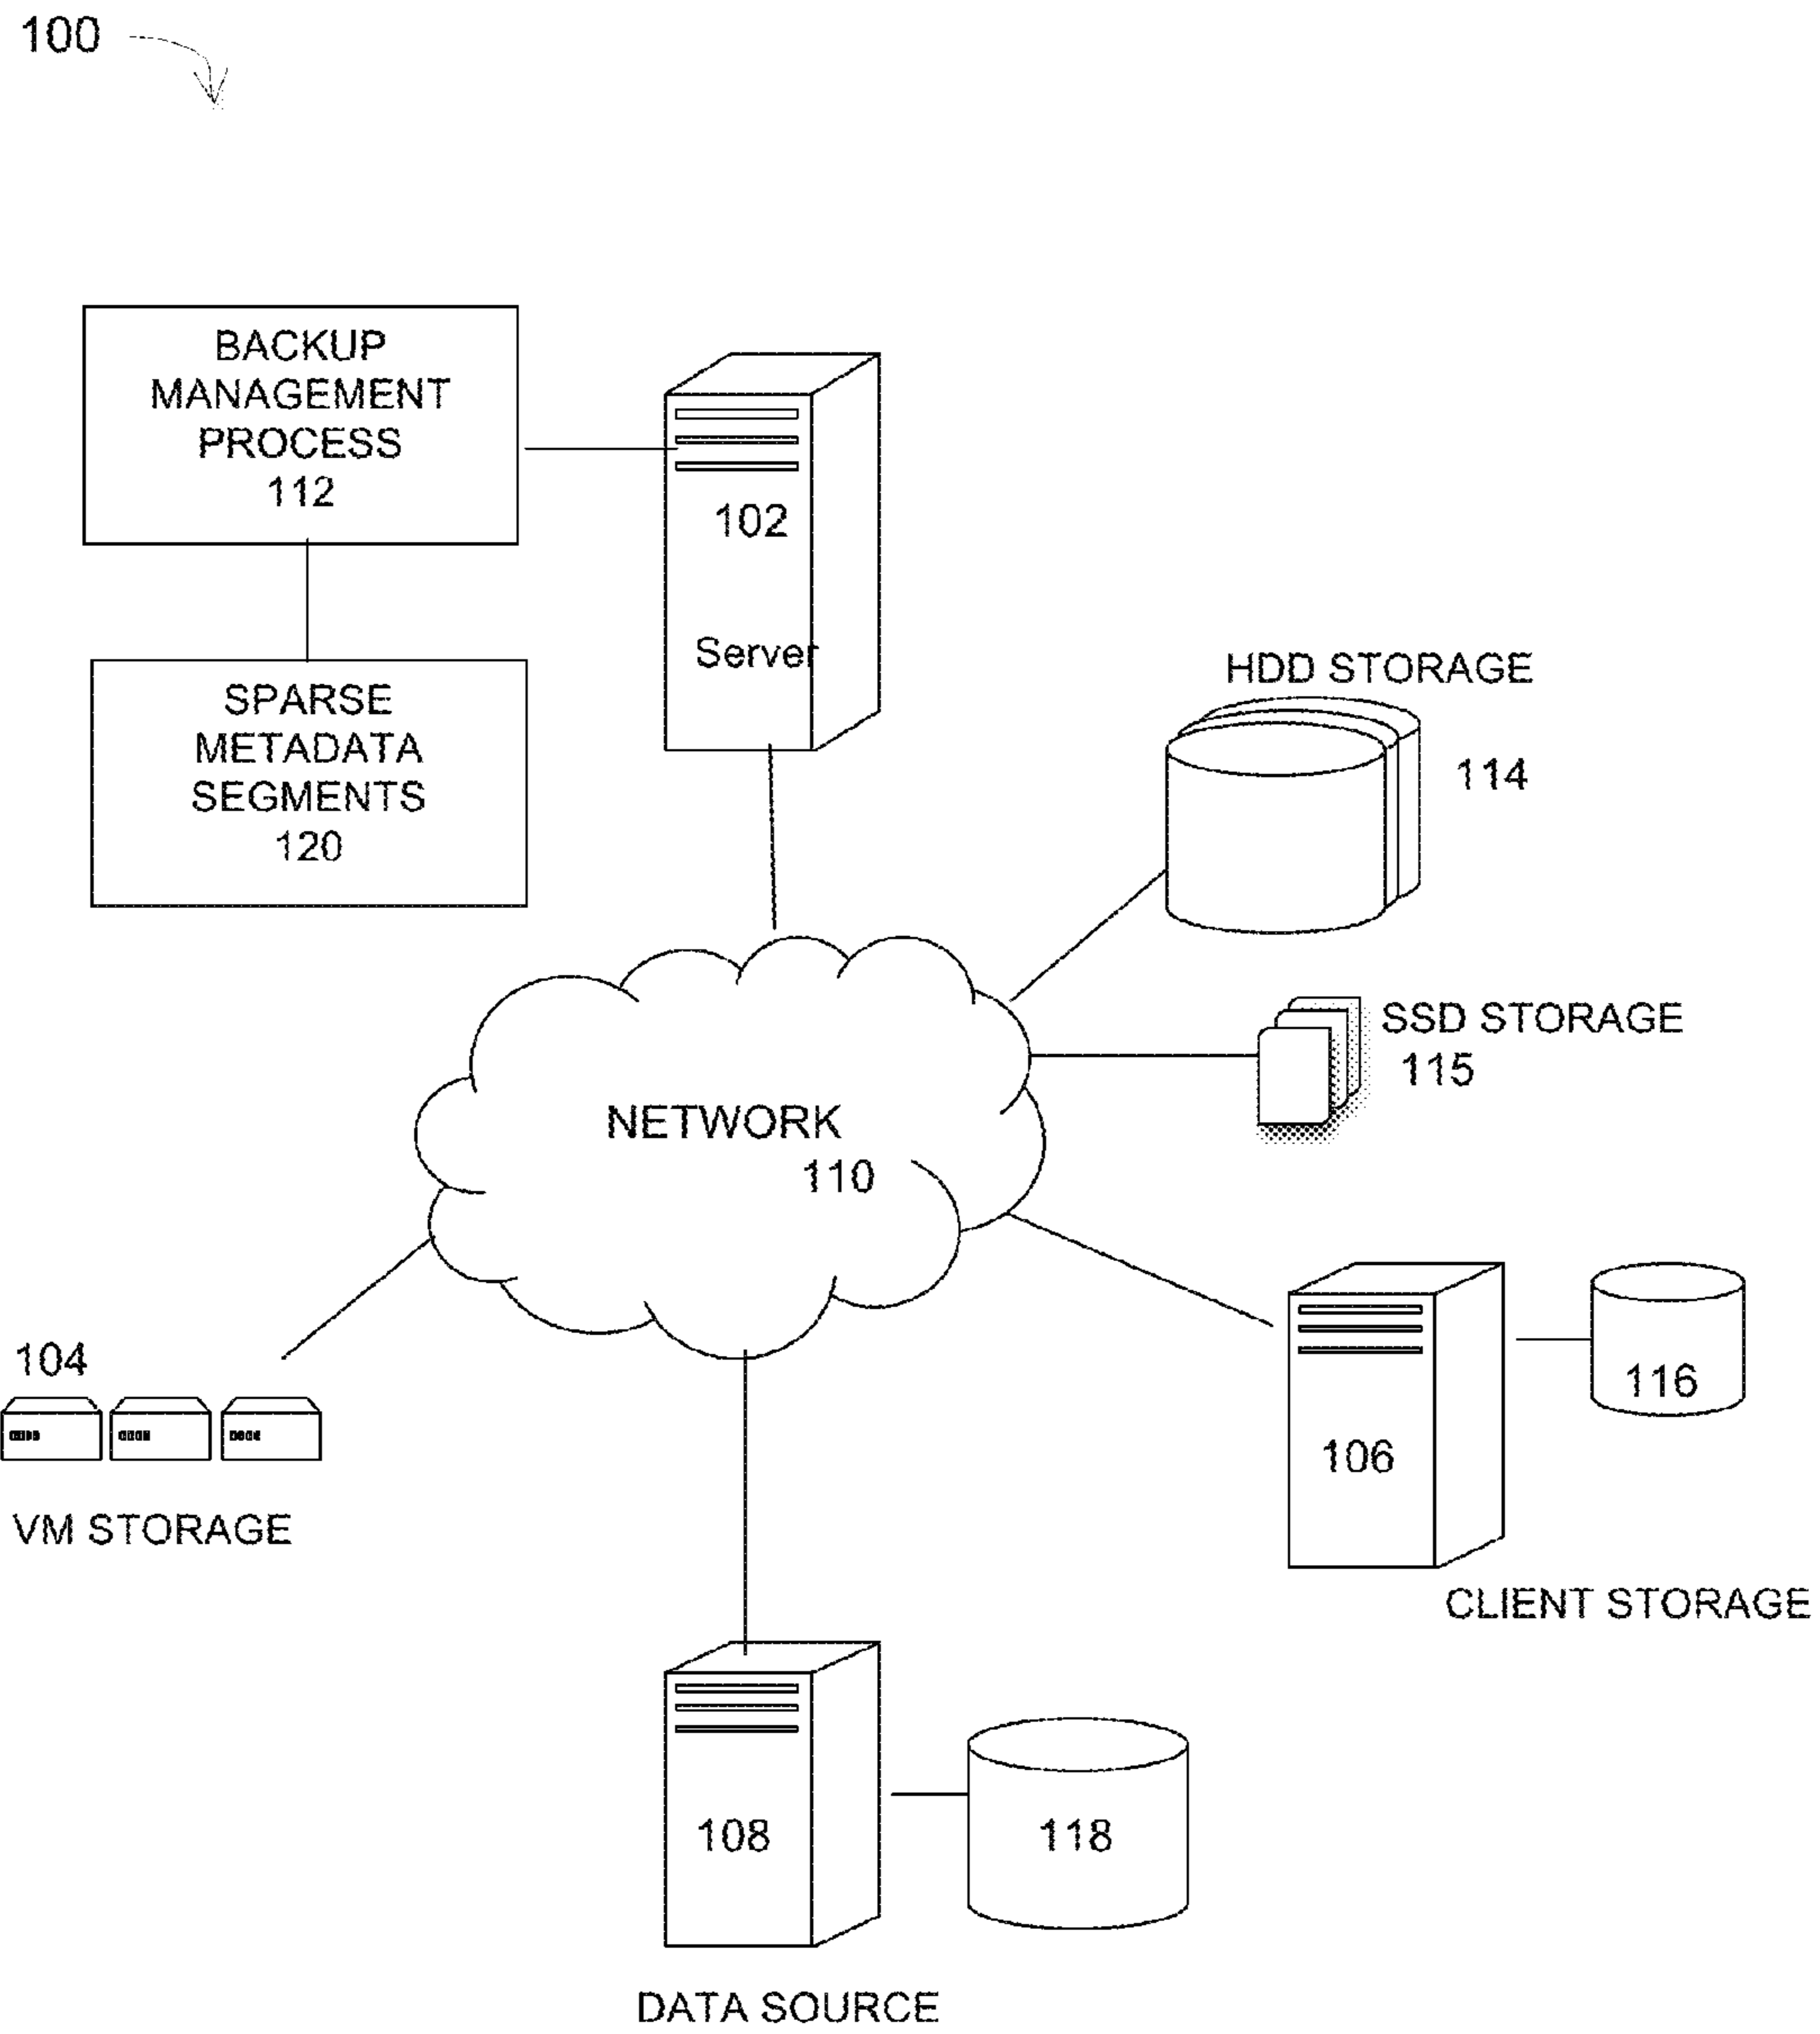 100
BACKUP
MANAGEMENT
PROCESS
112
102
Server
SPARSE
METADATA
SEGMENTS
120
HDD STORAGE
114
SSD STORAGE
115
NETWORK
110
104
VM STORAGE
116
106
CLIENT STORAGE
108
118
DATA SOURCE